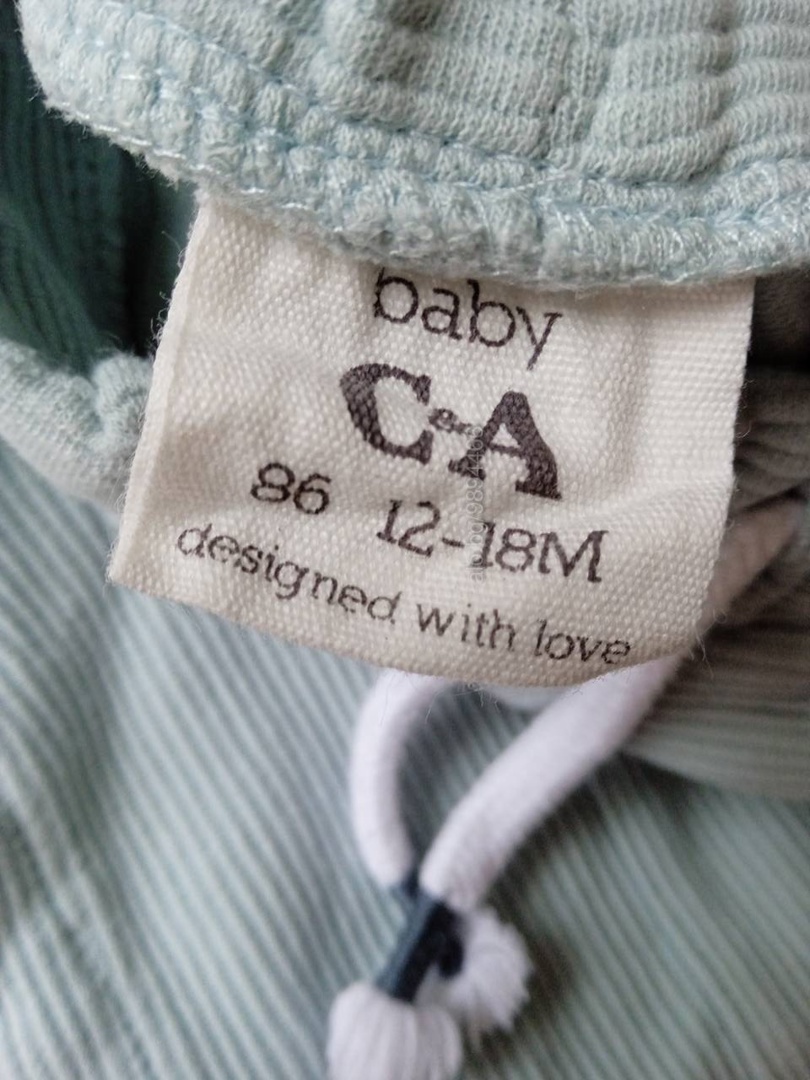 baby
C&A
86 12-18M
designed with love